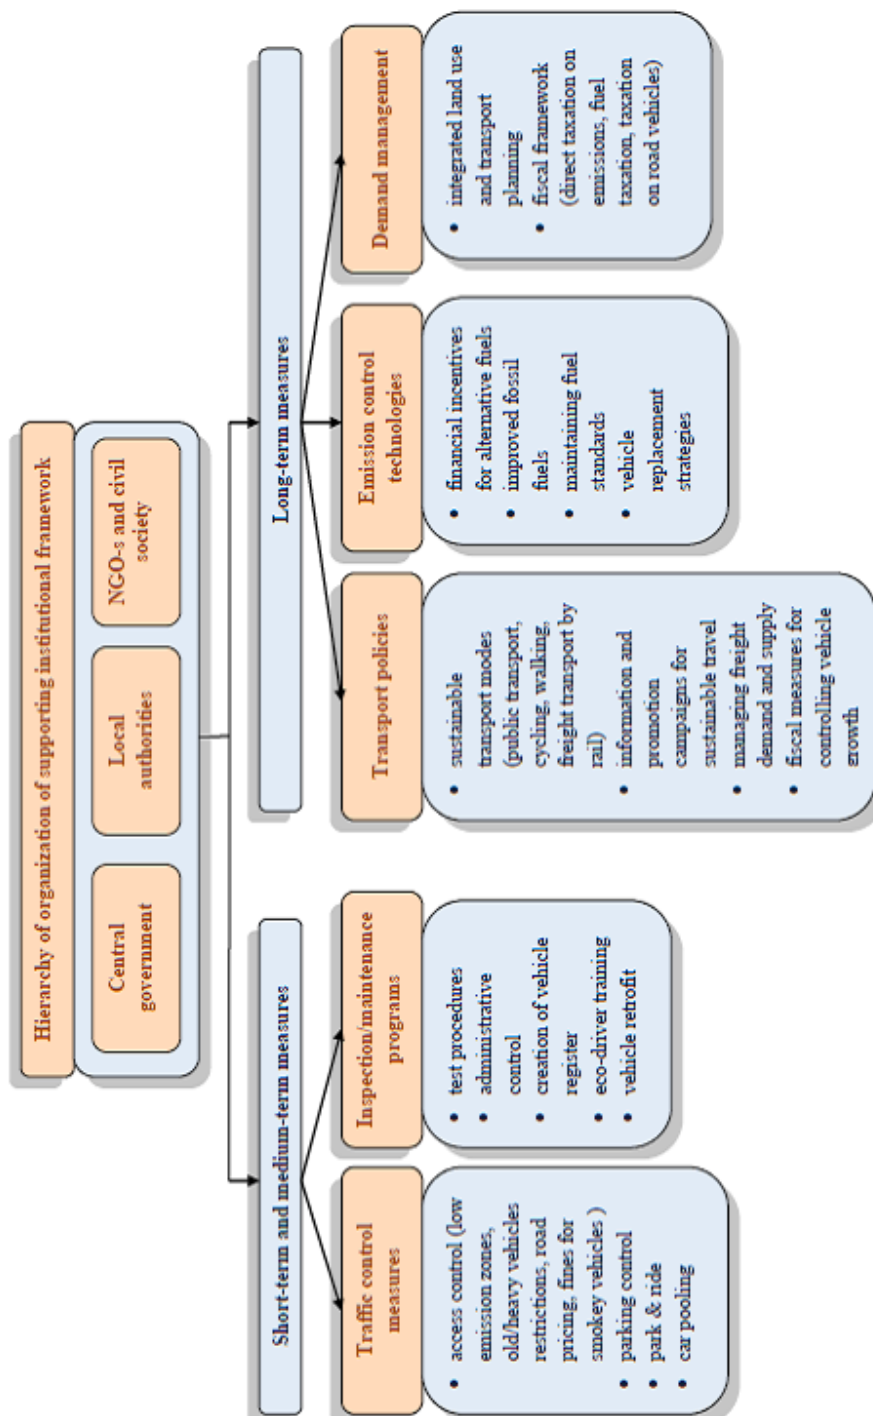 Hierarchy of organization of supporting institutional framework
Central
government
Local
authorities
NGO-s and civil
society
Short-term and medium-term measures
Traffic control
measures
• access control (low
emission zones,
old/heavy vehicles
restrictions, road
pricing, fines for
smokey vehicles )
• parking control
• park & ride
• car pooling
Inspection/maintenance
programs
• test procedures
• administrative
control
• creation of vehicle
register
• eco-driver training
• vehicle retrofit
Long-term measures
Transport policies
• sustainable
transport modes
(public transport,
cycling, walking,
freight transport by
rail)
• information and
promotion
campaigns for
sustainable travel
• managing freight
demand and supply
• fiscal measures for
controlling vehicle
growth
Emission control
technologies
• financial incentives
for alternative fuels
• improved fossil
fuels
• maintaining fuel
standards
• vehicle
replacement
strategies
Demand management
• integrated land use
and transport
planning
• fiscal framework
(direct taxation on
emissions, fuel
taxation, taxation
on road vehicles)